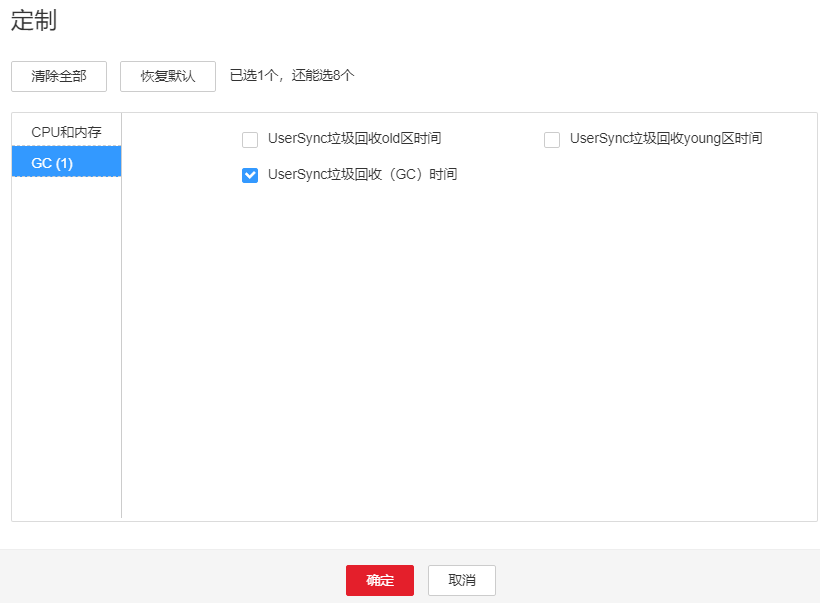 定制
清除全部 恢复默认 已选1个，还能选8个
CPU和内存
GC (1)
UserSync垃圾回收old区时间 UserSync垃圾回收young区时间
UserSync垃圾回收（GC）时间
确定 取消